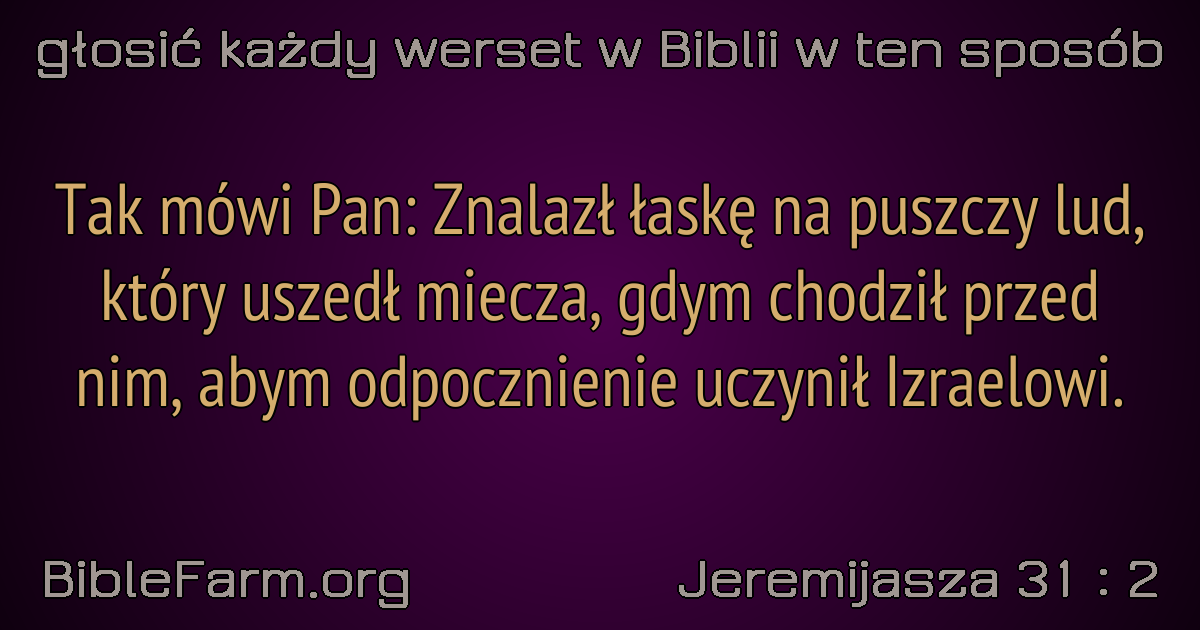 głosić każdy werset w Biblii w ten sposób
Tak mówi Pan: Znalazł łaskę na puszczy lud,
który uszedł miecza, gdym chodził przed
nim, abym odpocznienie uczynił Izraelowi.
BibleFarm.org
Jeremijasza 31 : 2